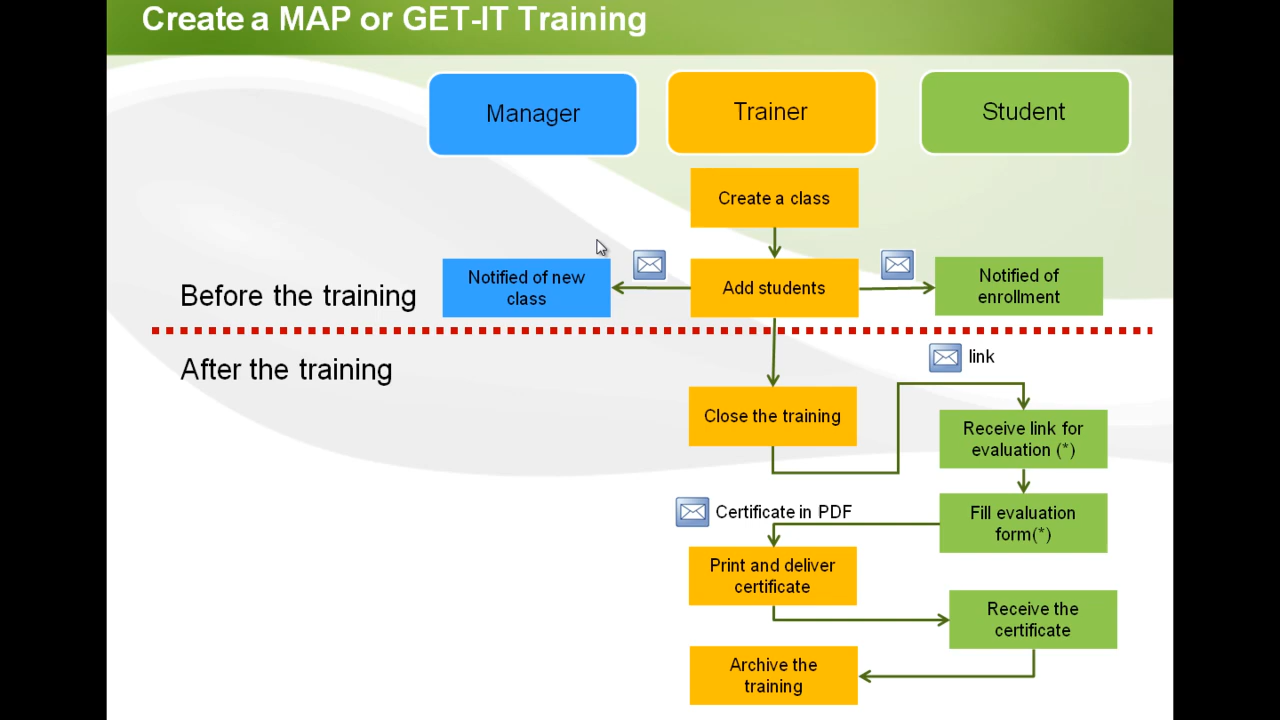 Create a MAP or GET-IT Training
Manager
Trainer
Student
Create a class
Notified of new
class
Add students
Notified of
enrollment
Before the training
After the training
link
Close the training
Receive link for
evaluation (*)
Certificate in PDF
Fill evaluation
form(*)
Print and deliver
certificate
Receive the
certificate
Archive the
training